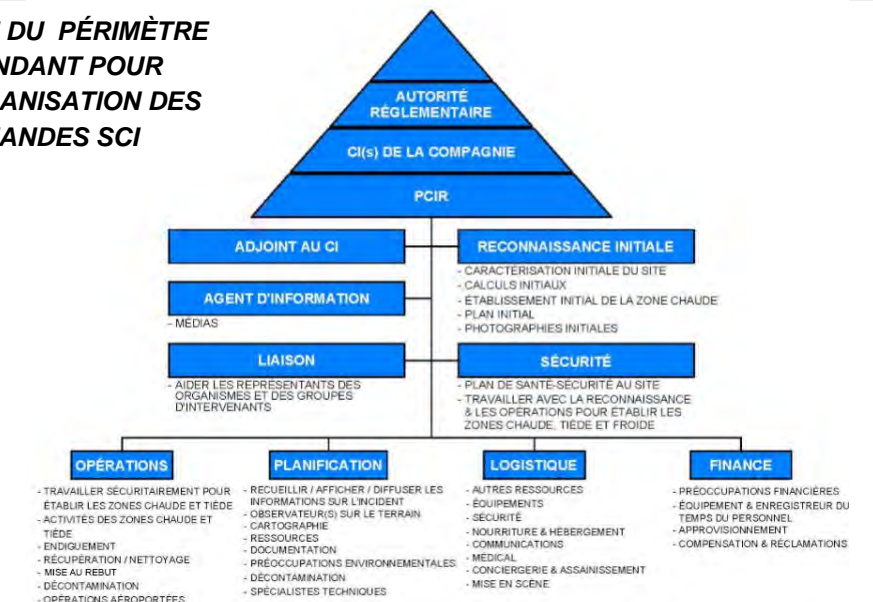 DU PÉRIMÈTRE
POUR
DES
SCI
AUTORITÉ
RÉGLEMENTAIRE
CI(s) DE LA COMPAGNIE
PCIR
ADJOINT AU CI
RECONNAISSANCE INITIALE
- CARACTÉRISATION INITIALE DU SITE
- CALCULS INITIAUX
- ÉTABLISSEMENT INITIAL DE LA ZONE CHAUDE
- PLAN INITIAL
- PHOTOGRAPHIES INITIALES
AGENT D'INFORMATION
- MÉDIAS
LIAISON
- AIDER LES REPRÉSENTANTS DES
ORGANISMES ET DES GROUPES
D'INTERVENANTS
SÉCURITÉ
- PLAN DE SANTÉ-SÉCURITÉ AU SITE
- TRAVAILLER AVEC LA RECONNAISSANCE
& LES OPÉRATIONS POUR ÉTABLIR LES
ZONES CHAUDE, TIÈDE ET FROIDE
OPÉRATIONS
- TRAVAILLER SÉCURITAIREMENT POUR
ÉTABLIR LES ZONES CHAUDE ET TIÈDE
- ACTIVITÉS DES ZONES CHAUDE ET
TIÈDE
- ENDIGUEMENT
- RÉCUPÉRATION / NETTOYAGE
- MISE AU REBUT
- DÉCONTAMINATION
- OPÉRATIONS AÉROPORTÉES
PLANIFICATION
- RECUEILLIR / AFFICHER / DIFFUSER LES
INFORMATIONS SUR L'INCIDENT
- OBSERVATEUR(S) SUR LE TERRAIN
- CARTOGRAPHIE
- RESSOURCES
- DOCUMENTATION
- PRÉOCCUPATIONS ENVIRONNEMENTALES
- DÉCONTAMINATION
- SPÉCIALISTES TECHNIQUES
LOGISTIQUE
- AUTRES RESSOURCES
- ÉQUIPEMENTS
- SÉCURITÉ
- NOURRITURE & HÉBERGEMENT
- COMMUNICATIONS
- MÉDICAL
- CONCIERGERIE & ASSAINISSEMENT
- MISE EN SCÈNE
FINANCE
- PRÉOCCUPATIONS FINANCIÈRES
- ÉQUIPEMENT & ENREGISTREUR DU
TEMPS DU PERSONNEL
- APPROVISIONNEMENT
- COMPENSATION & RÉCLAMATIONS